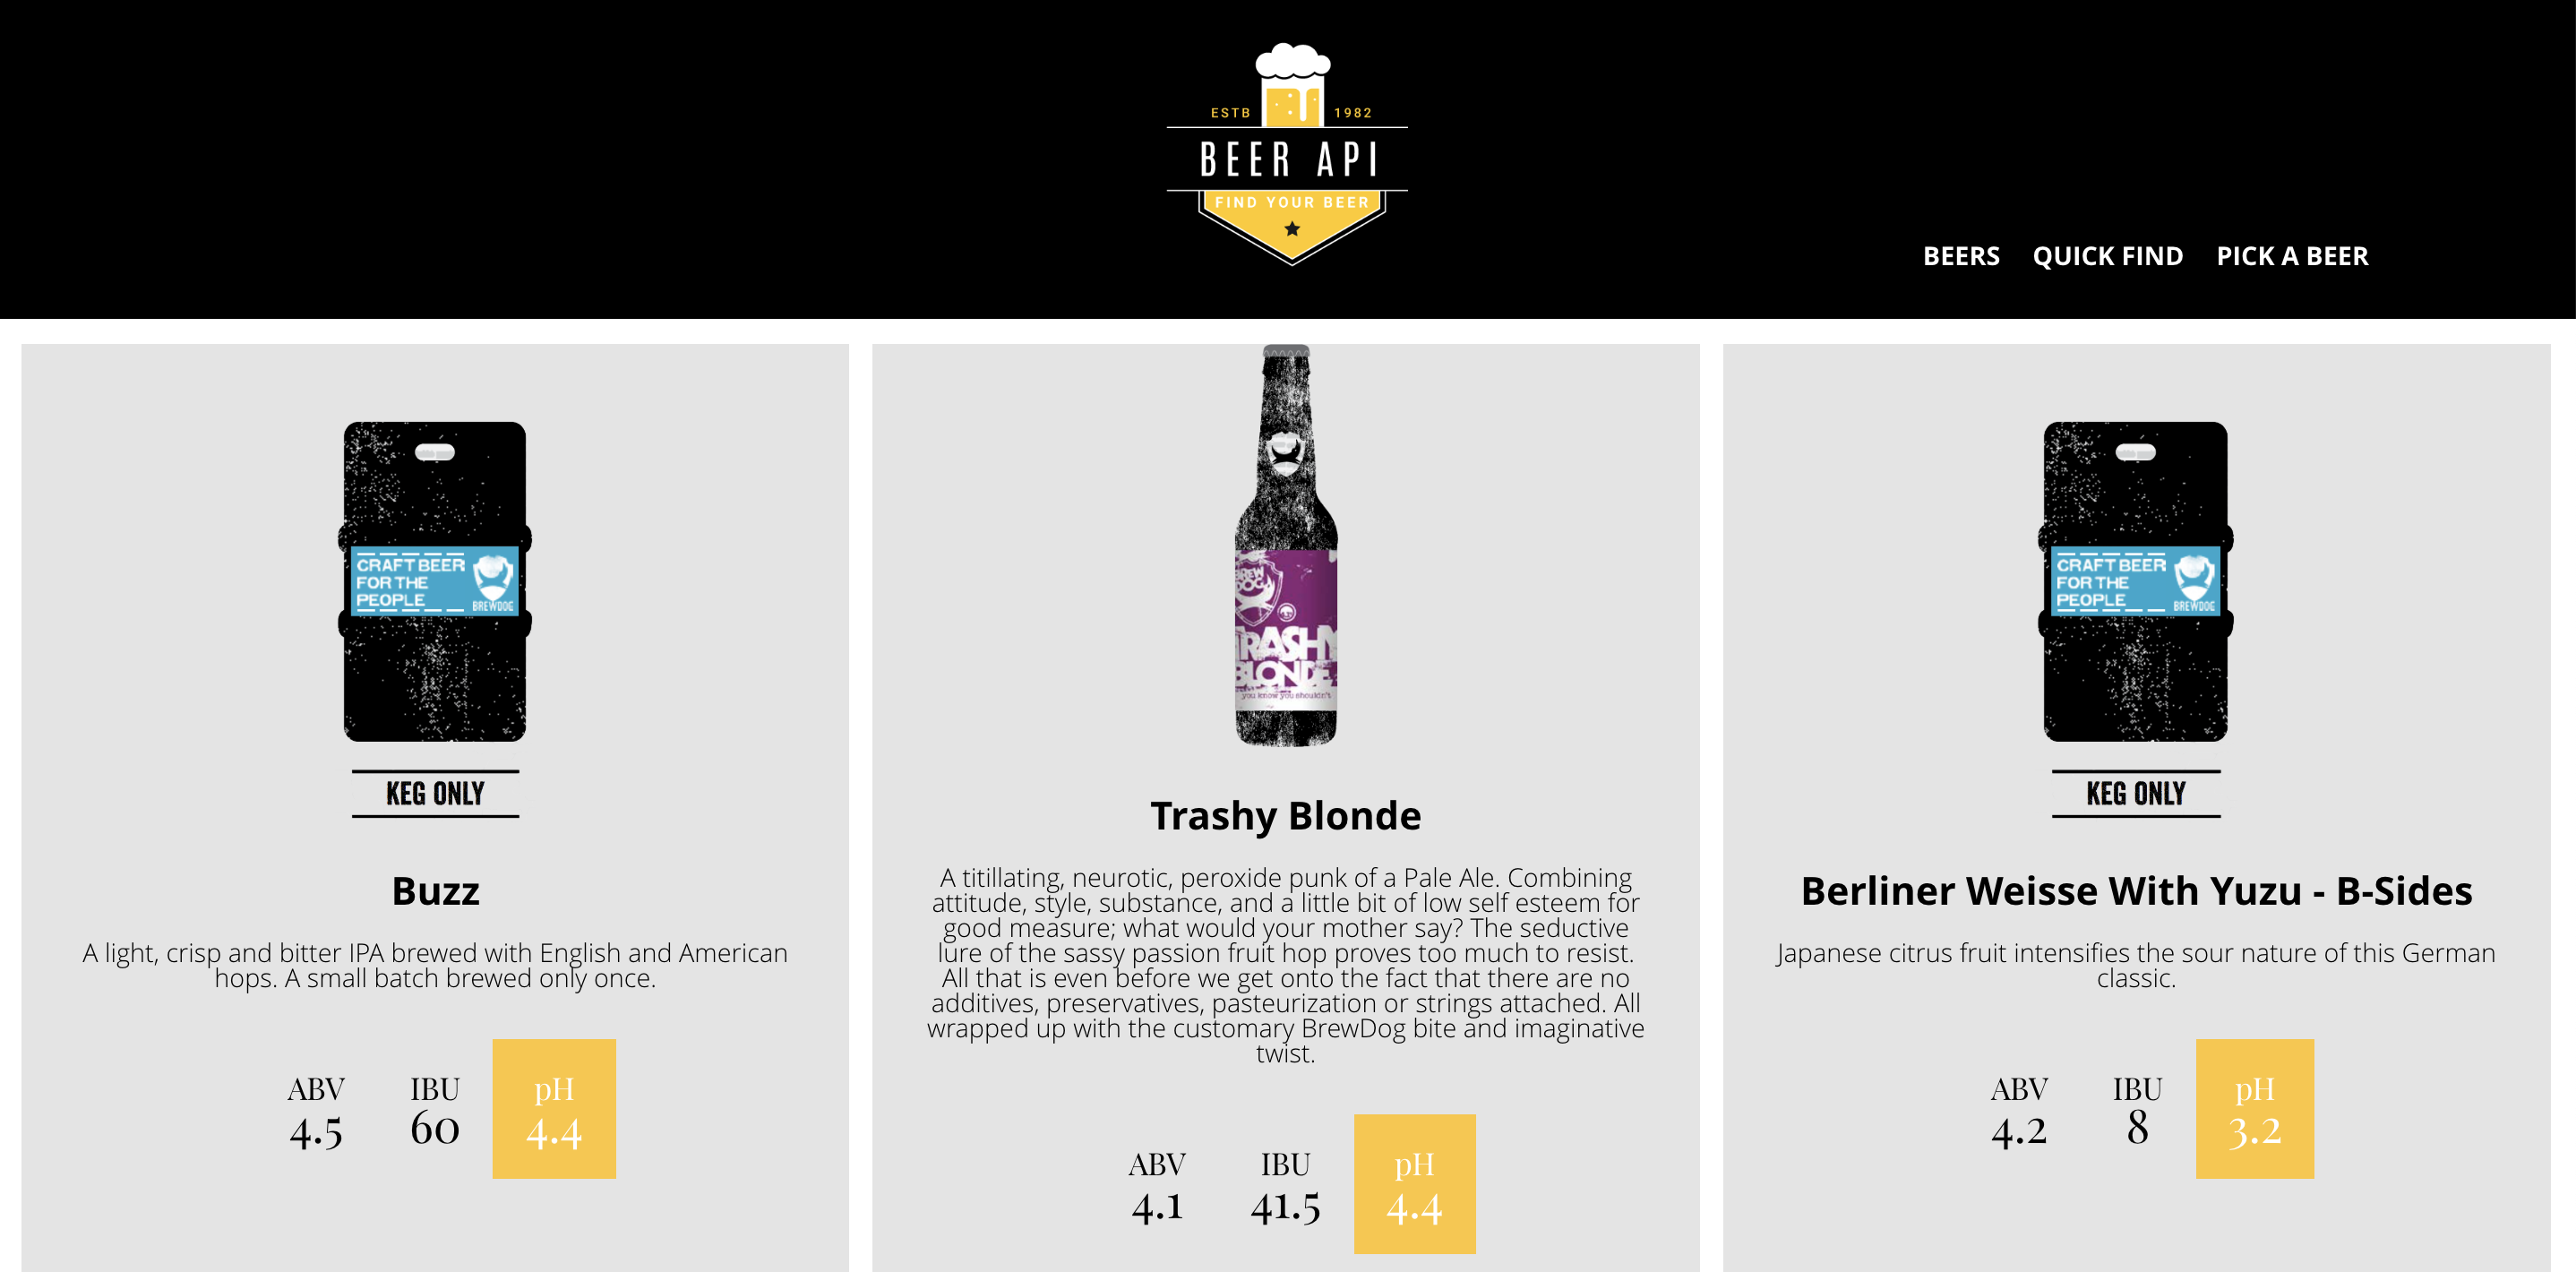 ESTB 1982
BEER API
FIND YOUR BEER
BEERS QUICK FIND PICK A BEER
CRAFT BEER
FOR THE
PEOPLE
BREWDOG
KEG ONLY
Buzz
A light, crisp and bitter IPA brewed with English and American
hops. A small batch brewed only once.
ABV IBU pH
4.5 60 4.4
BREW
DOG
TRASHY
BLONDE
you know you shouldn't
Trashy Blonde
A titillating, neurotic, peroxide punk of a Pale Ale. Combining
attitude, style, substance, and a little bit of low self esteem for
good measure; what would your mother say? The seductive
lure of the sassy passion fruit hop proves too much to resist.
All that is even before we get onto the fact that there are no
additives, preservatives, pasteurization or strings attached. All
wrapped up with the customary BrewDog bite and imaginative
twist.
ABV IBU pH
4.1 41.5 4.4
CRAFT BEER
FOR THE
PEOPLE
BREWDOG
KEG ONLY
Berliner Weisse With Yuzu - B-Sides
Japanese citrus fruit intensifies the sour nature of this German
classic.
ABV IBU pH
4.2 8 3.2